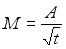 M = A / √t